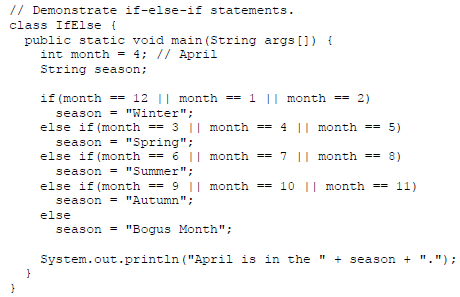 // Demonstrate if-else-if statements.
class IfElse {
  public static void main(String args[]) {
    int month = 4; // April
    String season;

    if(month == 12 || month == 1 || month == 2)
      season = "Winter";
    else if(month == 3 || month == 4 || month == 5)
      season = "Spring";
    else if(month == 6 || month == 7 || month == 8)
      season = "Summer";
    else if(month == 9 || month == 10 || month == 11)
      season = "Autumn";
    else
      season = "Bogus Month";

    System.out.println("April is in the " + season + ".");
  }
}